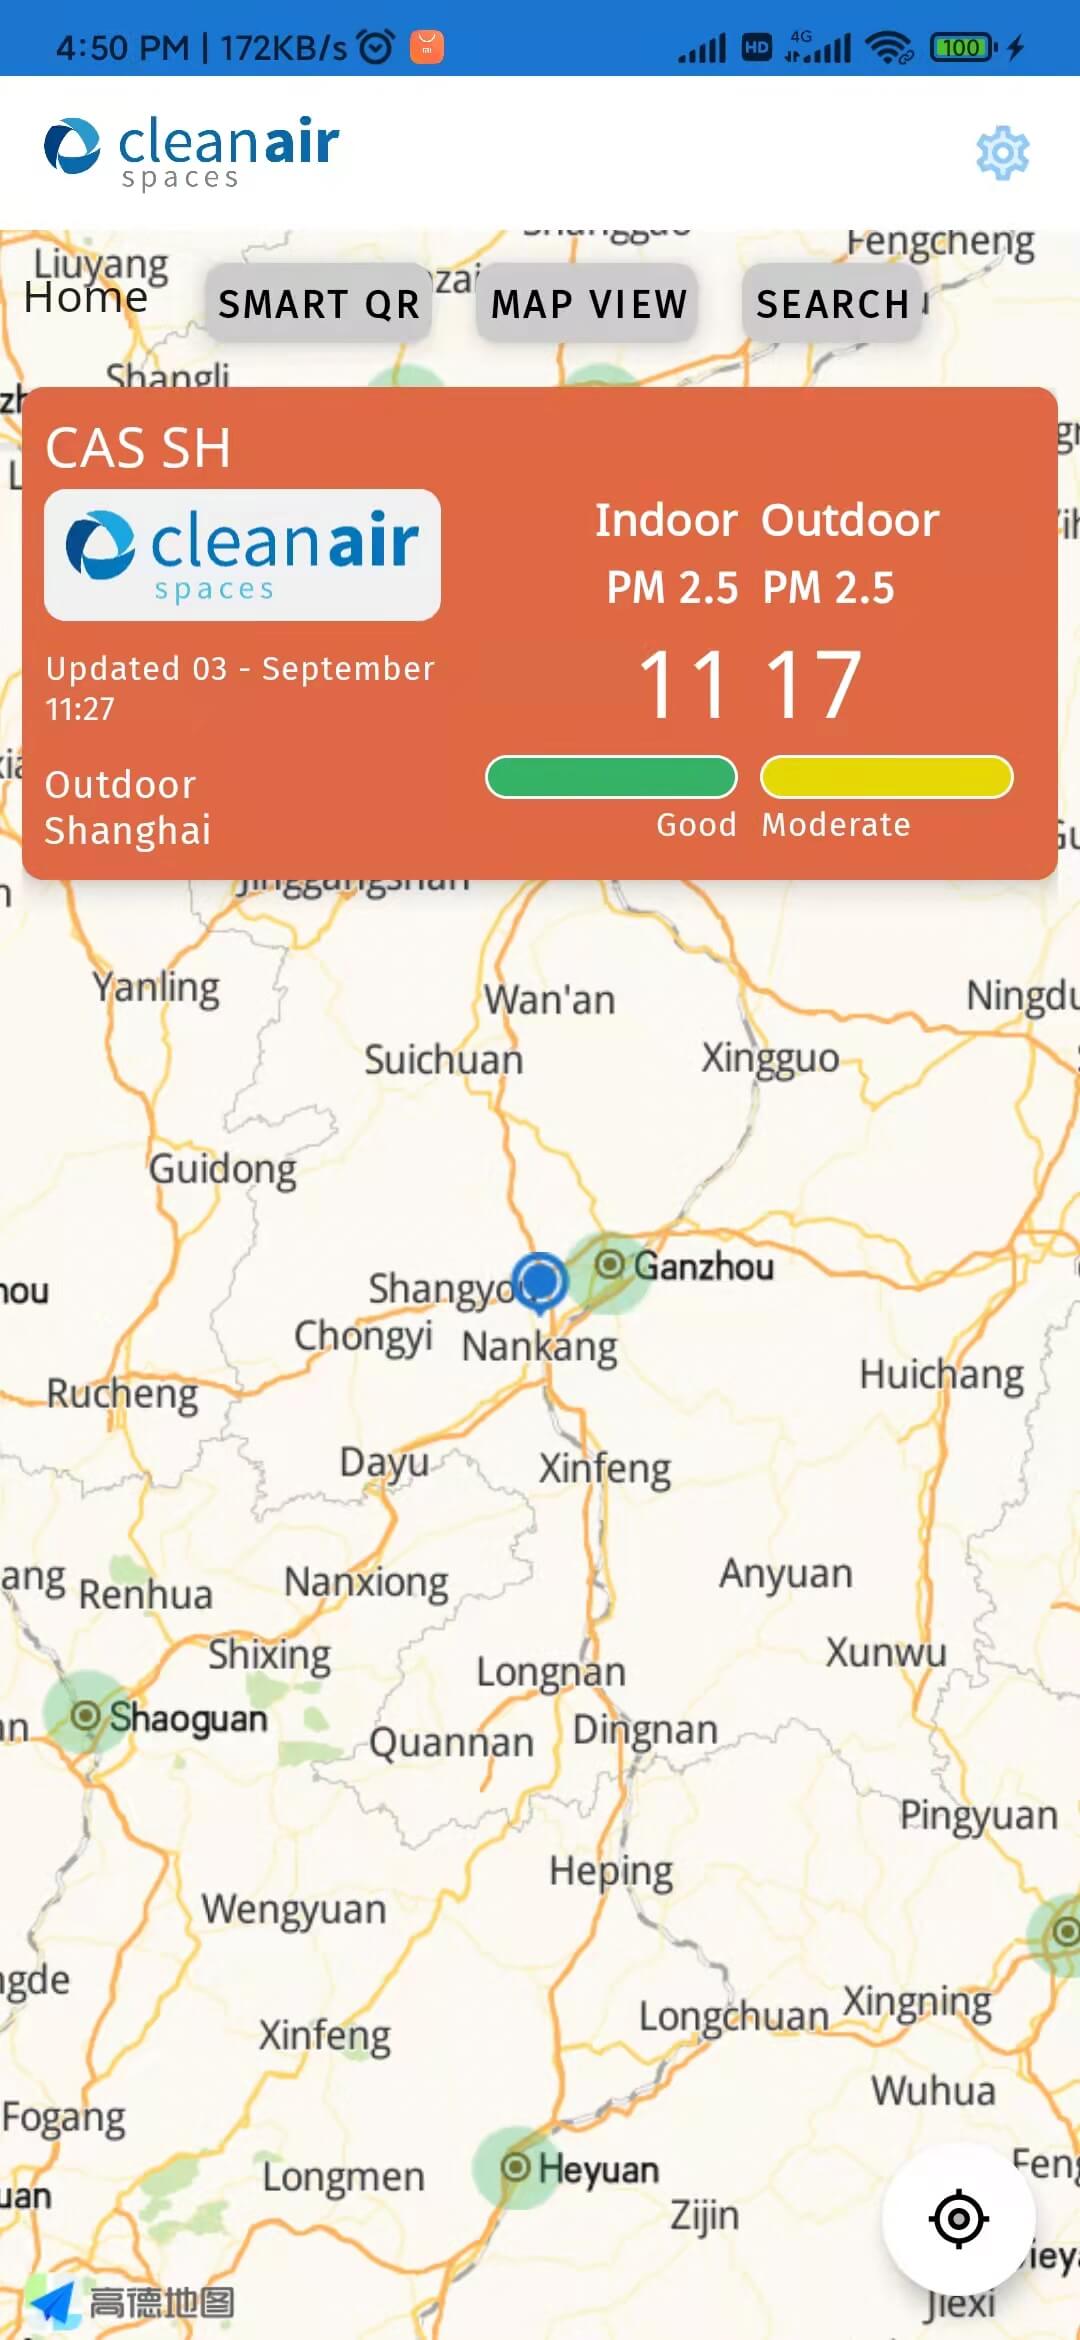 4:50 PM | 172KB/s
HD 4G 100
cleanair
spaces
Fengcheng
Liuyang
Home
SMART QR
MAP VIEW
SEARCH
Shangli
CAS SH
cleanair
spaces
Indoor Outdoor
PM 2.5 PM 2.5
11 17
Updated 03 - September
11:27
Outdoor
Shanghai
Good Moderate
Jinggangshan
Yanling
Wan'an
Suichuan
Xingguo
Guidong
Ganzhou
Chongyi
Nankang
Huichang
Rucheng
Dayu
Xinfeng
Anyuan
Nanxiong
Renhua
Shixing
Xunwu
Longnan
Shaoguan
Dingnan
Quannan
Pingyuan
Heping
Wengyuan
Xingning
Longchuan
Xinfeng
Wuhua
Fogang
Heyuan
Longmen
Zijin
高德地图
Jiexi